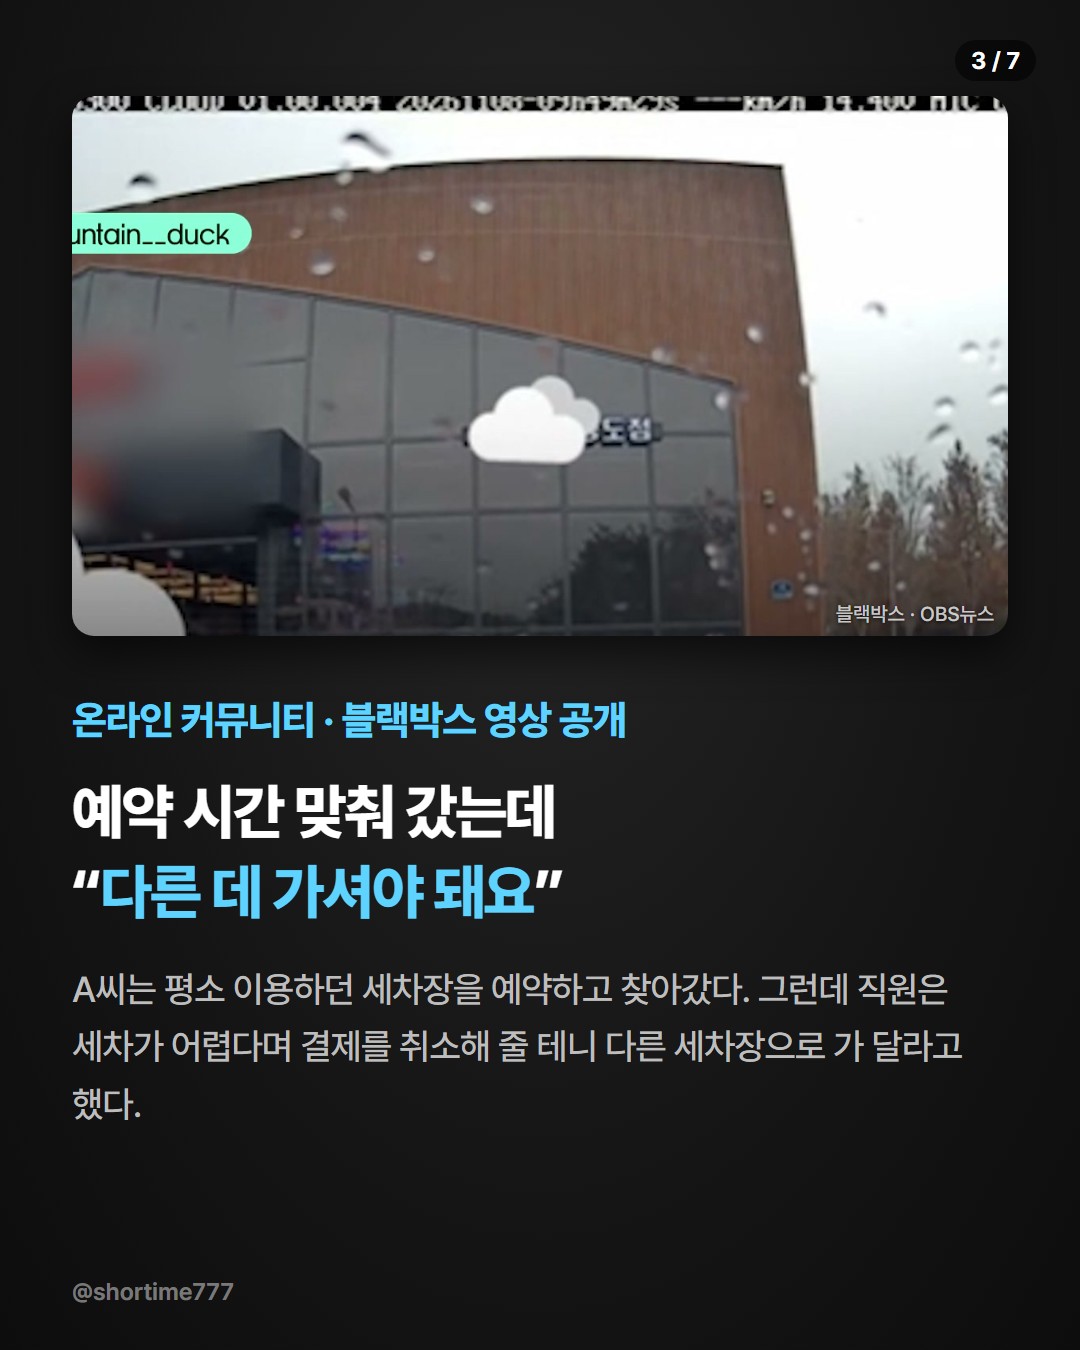 3 / 7
untain__duck
도점
블랙박스 · OBS뉴스
온라인 커뮤니티 · 블랙박스 영상 공개
예약 시간 맞춰 갔는데
“다른 데 가셔야 돼요”
A씨는 평소 이용하던 세차장을 예약하고 찾아갔다. 그런데 직원은
세차가 어렵다며 결제를 취소해 줄 테니 다른 세차장으로 가 달라고
했다.
@shortime777